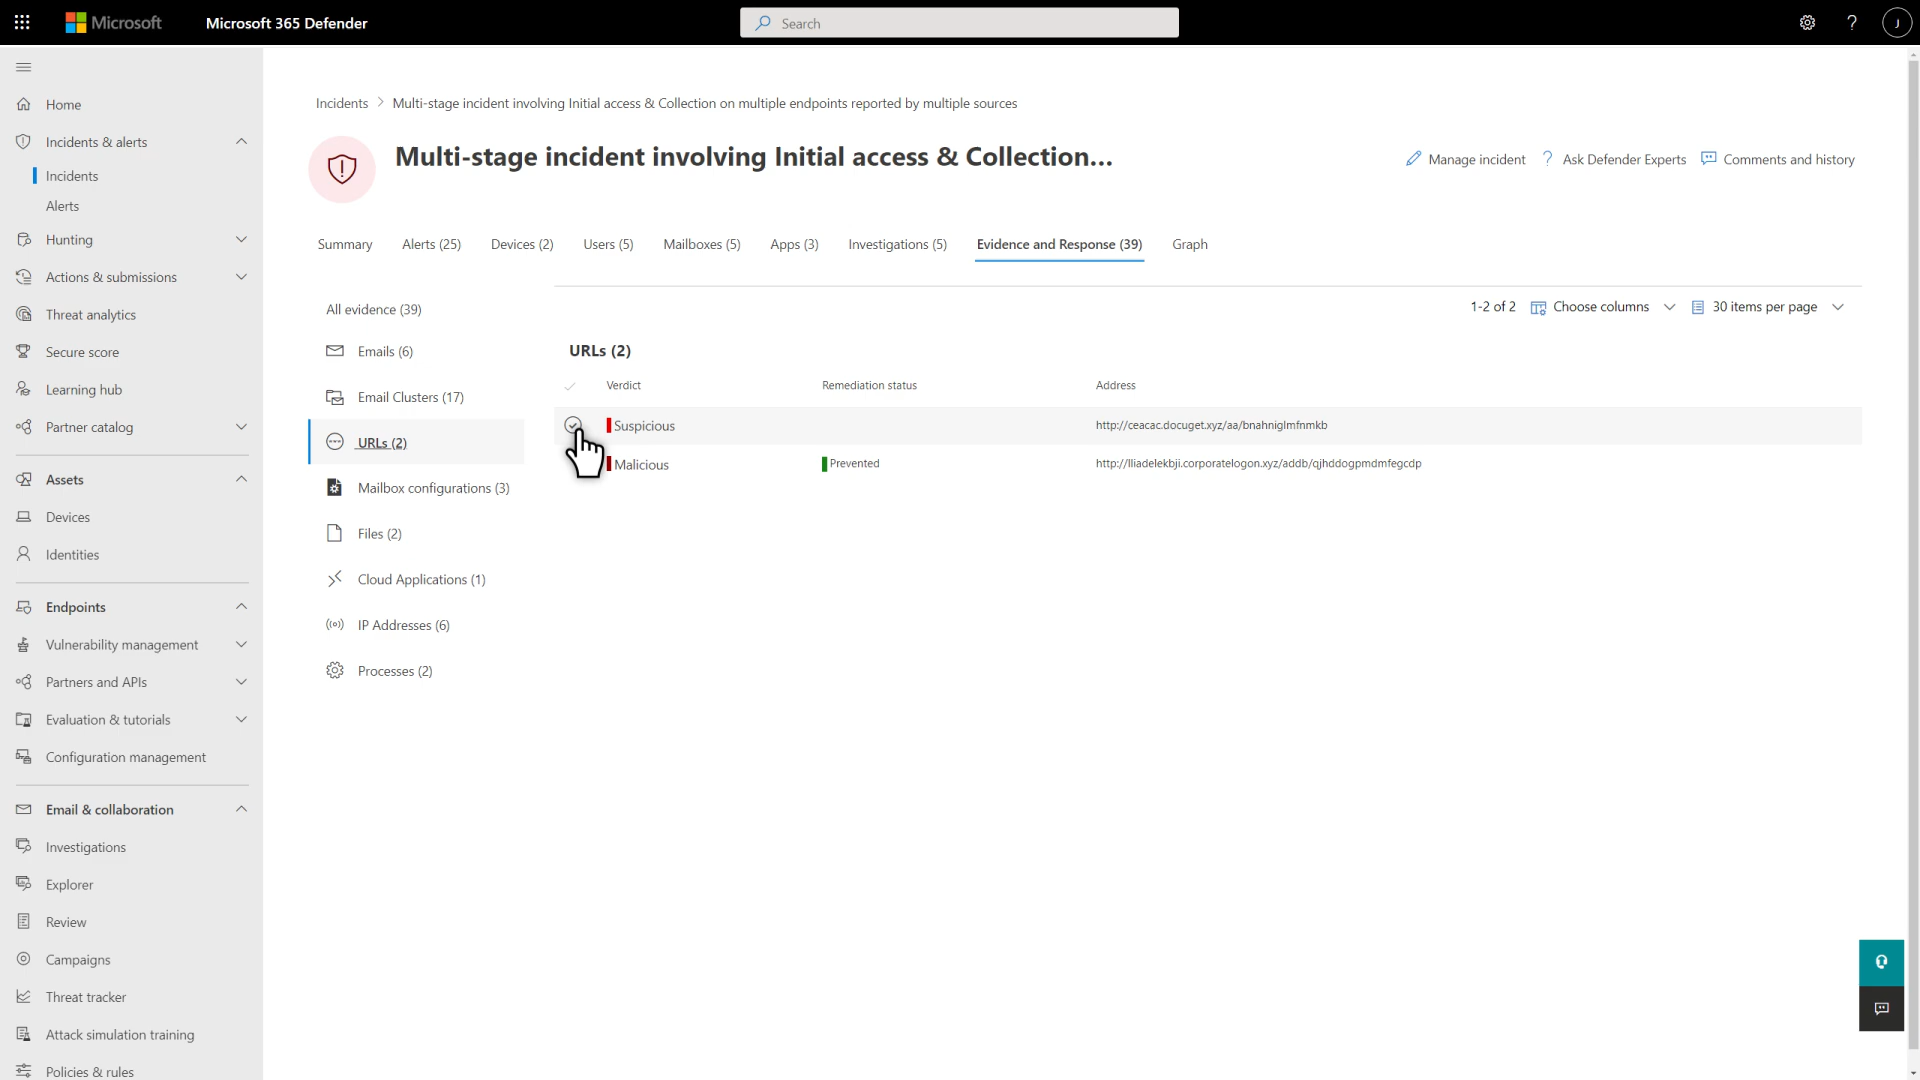 Microsoft
Microsoft 365 Defender
Search
J
Home
Incidents & alerts
Incidents
Alerts
Hunting
Actions & submissions
Threat analytics
Secure score
Learning hub
Partner catalog
Assets
Devices
Identities
Endpoints
Vulnerability management
Partners and APIs
Evaluation & tutorials
Configuration management
Email & collaboration
Investigations
Explorer
Review
Campaigns
Threat tracker
Attack simulation training
Policies & rules
Incidents > Multi-stage incident involving Initial access & Collection on multiple endpoints reported by multiple sources
Multi-stage incident involving Initial access & Collection...
Manage incident
? Ask Defender Experts
Comments and history
Summary Alerts (25) Devices (2) Users (5) Mailboxes (5) Apps (3) Investigations (5) Evidence and Response (39) Graph
All evidence (39)
Emails (6)
Email Clusters (17)
URLs (2)
Mailbox configurations (3)
Files (2)
Cloud Applications (1)
IP Addresses (6)
Processes (2)
1-2 of 2 Choose columns 30 items per page
URLs (2)
Verdict Remediation status Address
Suspicious http://ceacac.docuget.xyz/aa/bnahniglmfnmkb
Malicious Prevented http://lliadelekbji.corporatelogon.xyz/addb/qjhddogpmdmfegcdp